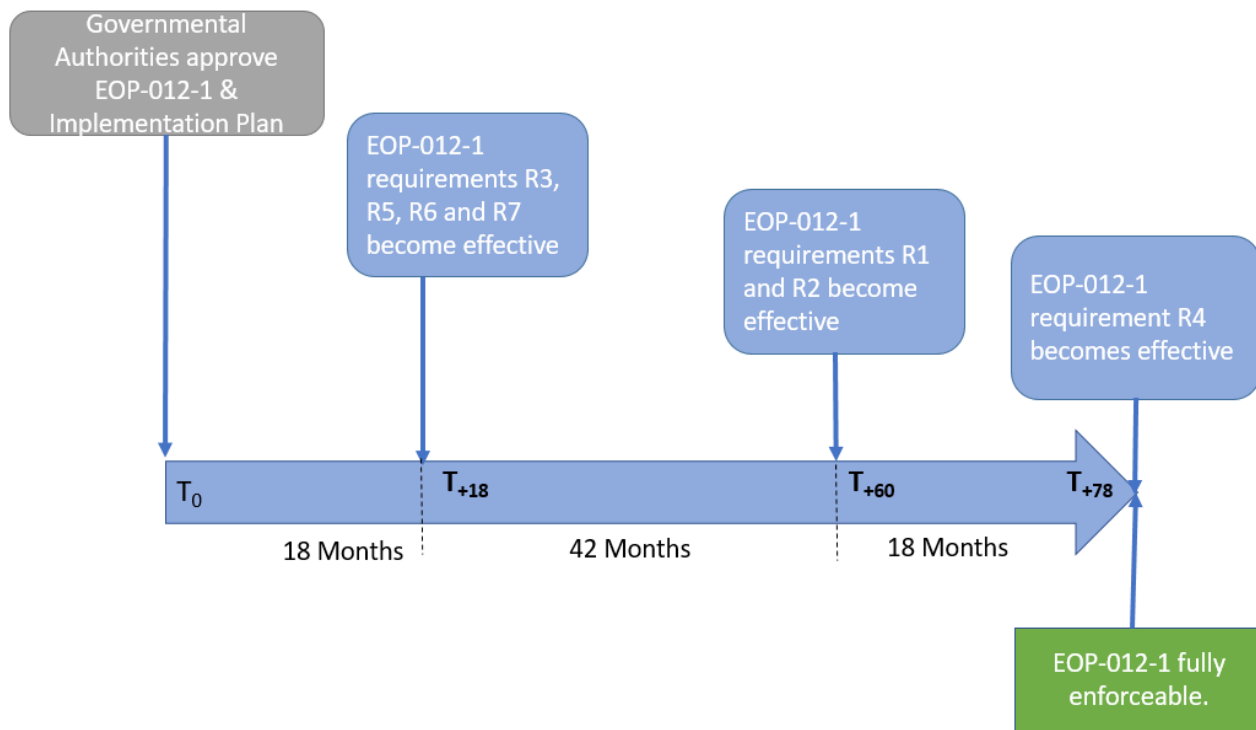 Governmental
Authorities approve
EOP-012-1 &
Implementation Plan
EOP-012-1
requirements R3,
R5, R6 and R7
become effective
EOP-012-1
requirements R1
and R2 become
effective
EOP-012-1
requirement R4
becomes effective
T0
T+18
T+60
T+78
18 Months
42 Months
18 Months
EOP-012-1 fully
enforceable.